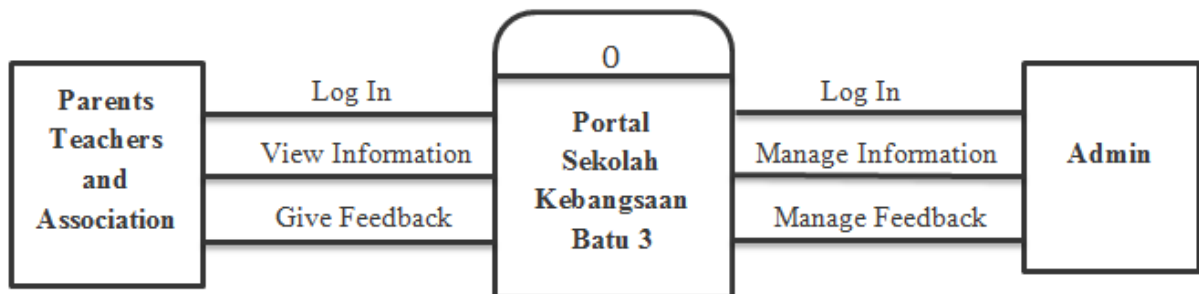 Parents
Teachers
and
Association
Log In
View Information
Give Feedback
0
Portal
Sekolah
Kebangsaan
Batu 3
Log In
Manage Information
Manage Feedback
Admin